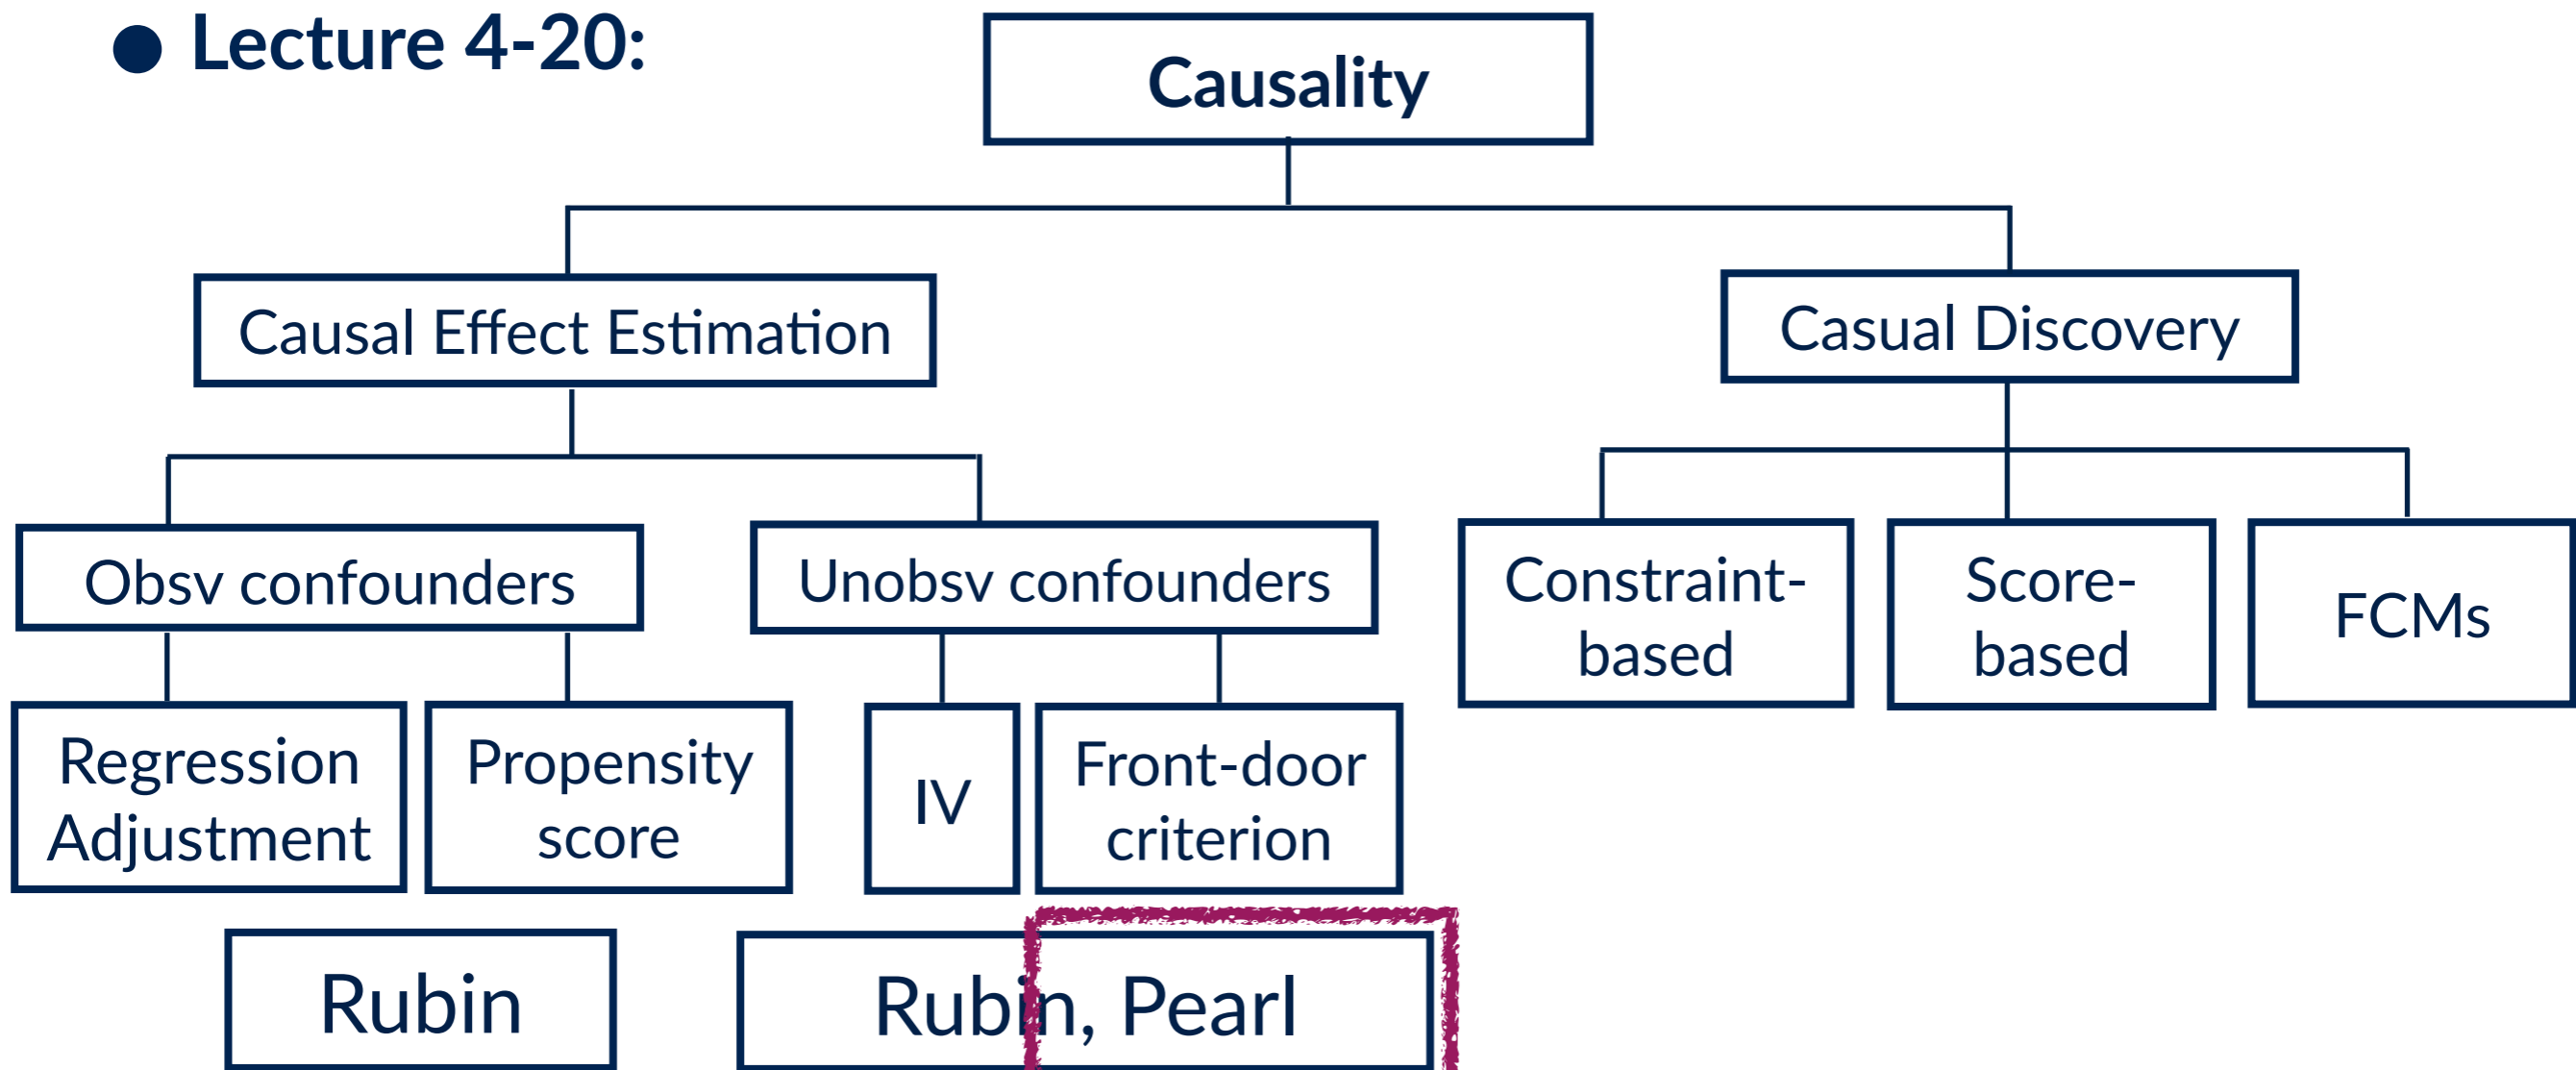 ● Lecture 4-20:
Causality
Causal Effect Estimation
Casual Discovery
Obsv confounders
Unobsv confounders
Constraint-
based
Score-
based
FCMs
Regression
Adjustment
Propensity
score
IV
Front-door
criterion
Rubin
Rubin, Pearl